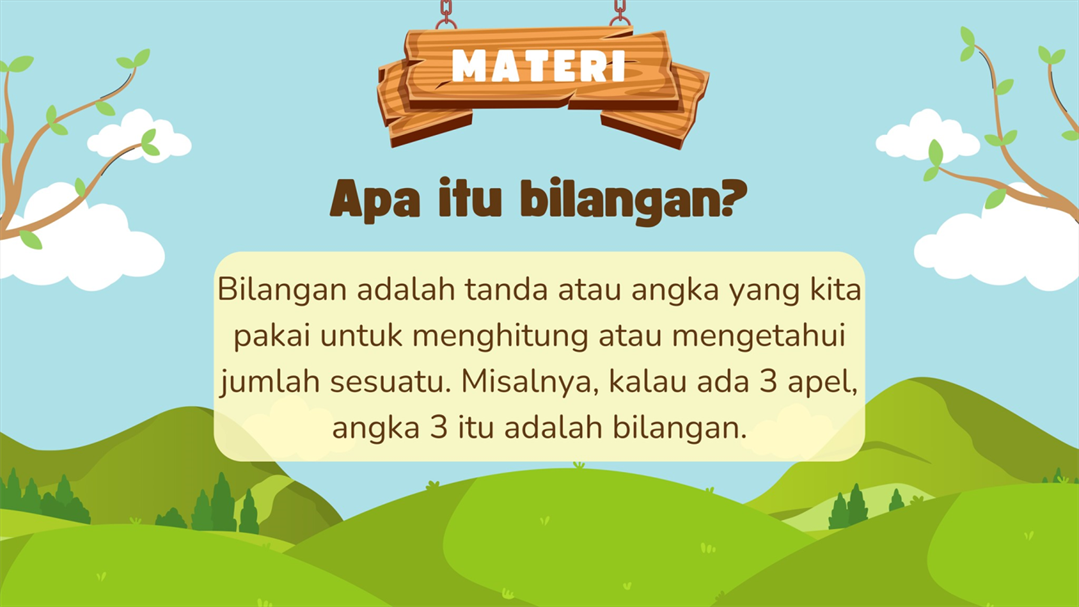 MATERI
Apa itu bilangan?
Bilangan adalah tanda atau angka yang kita
pakai untuk menghitung atau mengetahui
jumlah sesuatu. Misalnya, kalau ada 3 apel,
angka 3 itu adalah bilangan.